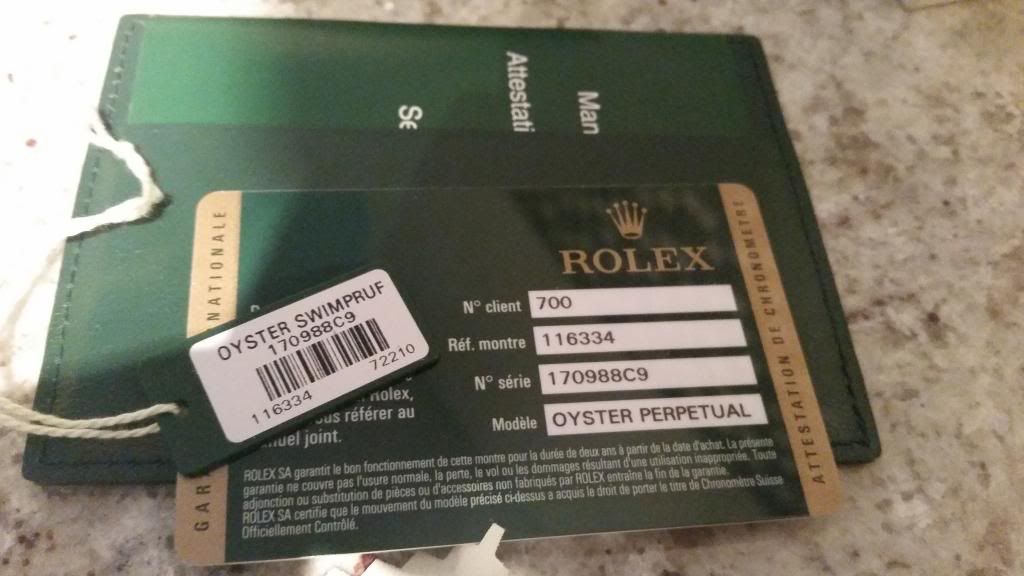 Man
Attestati
Se
NATIONALE
GAR
ATTESTATION DE CHRONOMETRE
ROLEX
N° client 700
Réf. montre 116334
N° série 170988C9
Modèle OYSTER PERPETUAL
OYSTER SWIMPRUF
170988C9
72210
116334
Rolex,
ous référer au
nuel joint.
ROLEX SA garantit le bon fonctionnement de cette montre pour la durée de deux ans à partir de la date d'achat. La présente
garantie ne couvre pas l'usure normale, la perte, le vol ou les dommages résultant d'une utilisation inappropriée. Toute
adjonction ou substitution de pièces ou d'accessoires non fabriqués par ROLEX entraîne la fin de la garantie.
ROLEX SA certifie que le mouvement du modèle précisé ci-dessus a acquis le droit de porter le titre de Chronomètre Suisse
Officiellement Contrôlé.